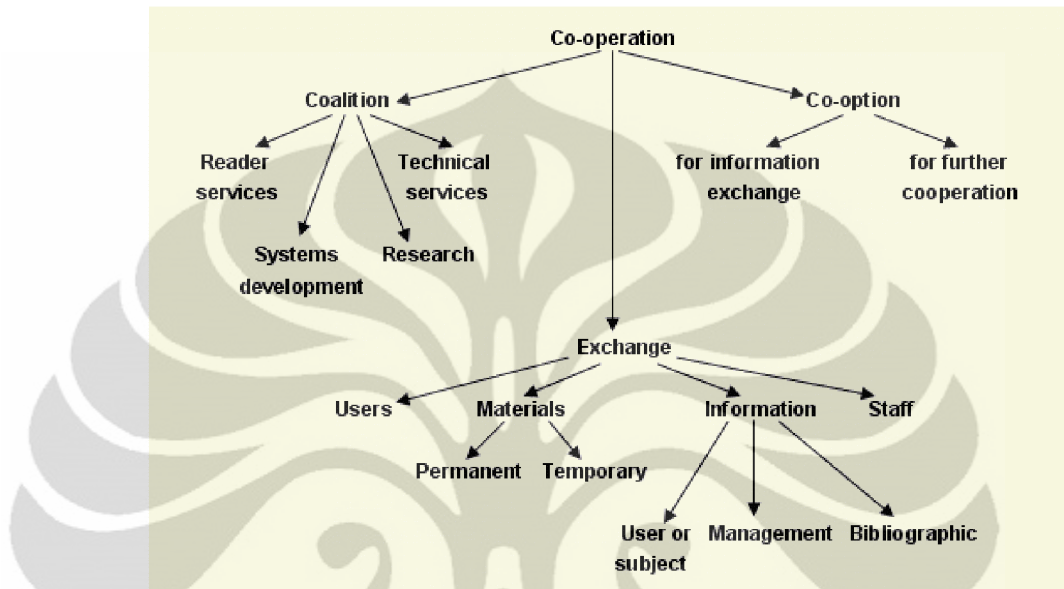 Co-operation
Coalition
Co-option
Reader
services
Technical
services
for information
exchange
for further
cooperation
Systems
development
Research
Exchange
Users
Materials
Information
Staff
Permanent
Temporary
User or
subject
Management
Bibliographic